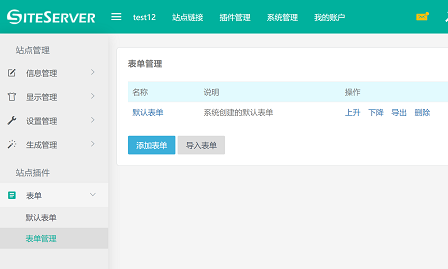 SITESERVER
test12 站点链接 插件管理 系统管理 我的账户
站点管理
信息管理
显示管理
设置管理
生成管理
站点插件
表单
默认表单
表单管理
表单管理
名称 说明 操作
默认表单 系统创建的默认表单 上升 下降 导出 删除
添加表单 导入表单